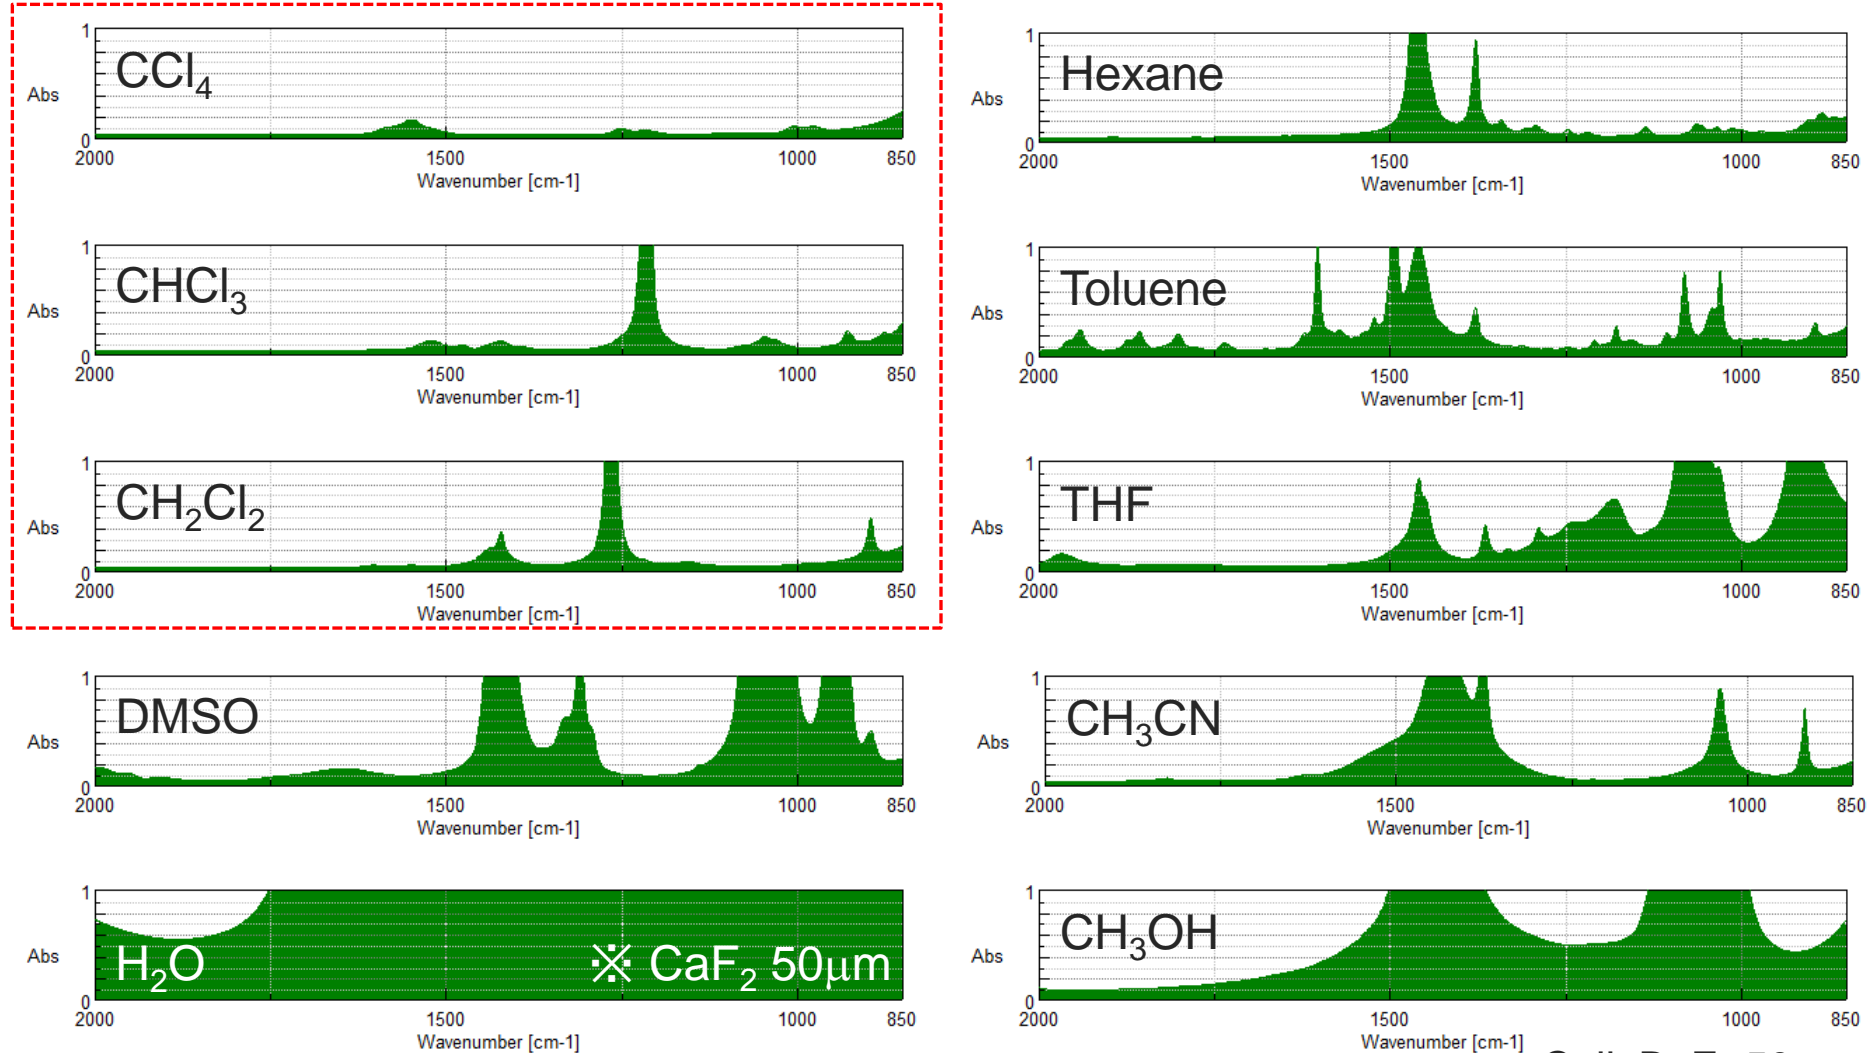 1
CCl4
Abs
0
2000 1500 1000 850
Wavenumber [cm-1]
1
CHCl3
Abs
0
2000 1500 1000 850
Wavenumber [cm-1]
1
CH2Cl2
Abs
0
2000 1500 1000 850
Wavenumber [cm-1]
1
DMSO
Abs
0
2000 1500 1000 850
Wavenumber [cm-1]
1
Abs
H2O ※ CaF2 50μm
0
2000 1500 1000 850
Wavenumber [cm-1]
1
Hexane
Abs
0
2000 1500 1000 850
Wavenumber [cm-1]
1
Toluene
Abs
0
2000 1500 1000 850
Wavenumber [cm-1]
1
THF
Abs
0
2000 1500 1000 850
Wavenumber [cm-1]
1
CH3CN
Abs
0
2000 1500 1000 850
Wavenumber [cm-1]
1
CH3OH
Abs
0
2000 1500 1000 850
Wavenumber [cm-1]